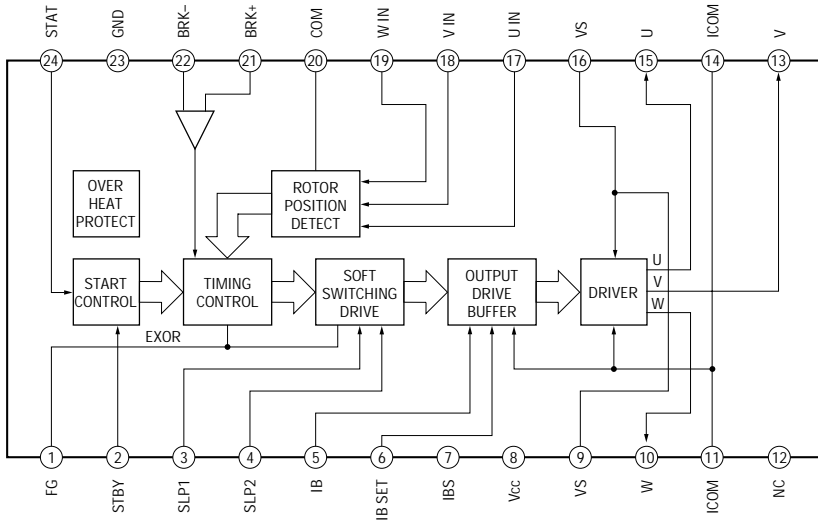 STAT GND BRK− BRK+ COM W IN V IN U IN VS U ICOM V
24 23 22 21 20 19 18 17 16 15 14 13
OVER
HEAT
PROTECT
ROTOR
POSITION
DETECT
START
CONTROL
TIMING
CONTROL
SOFT
SWITCHING
DRIVE
OUTPUT
DRIVE
BUFFER
DRIVER
U
V
W
EXOR
1 2 3 4 5 6 7 8 9 10 11 12
FG STBY SLP1 SLP2 IB IB SET IBS Vcc VS W ICOM NC